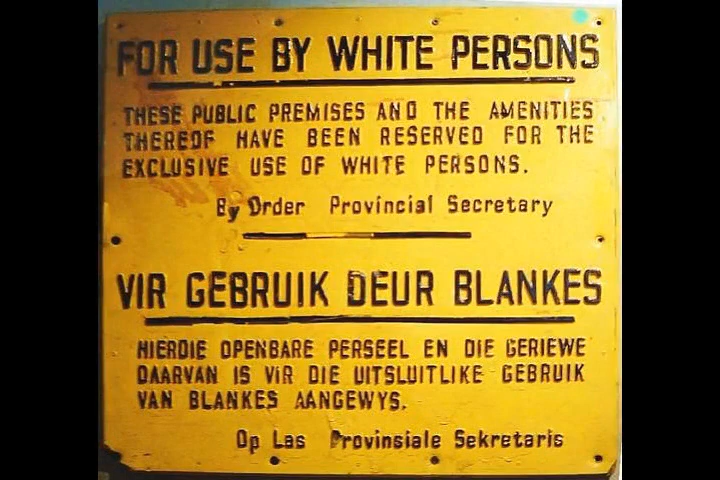 FOR USE BY WHITE PERSONS
THESE PUBLIC PREMISES AND THE AMENITIES
THEREOF HAVE BEEN RESERVED FOR THE
EXCLUSIVE USE OF WHITE PERSONS.
By Order Provincial Secretary
VIR GEBRUIK DEUR BLANKES
HIERDIE OPENBARE PERSEEL EN DIE GERIEWE
DAARVAN IS VIR DIE UITSLUITLIKE GEBRUIK
VAN BLANKES AANGEWYS.
Op Las Provinsiale Sekretaris